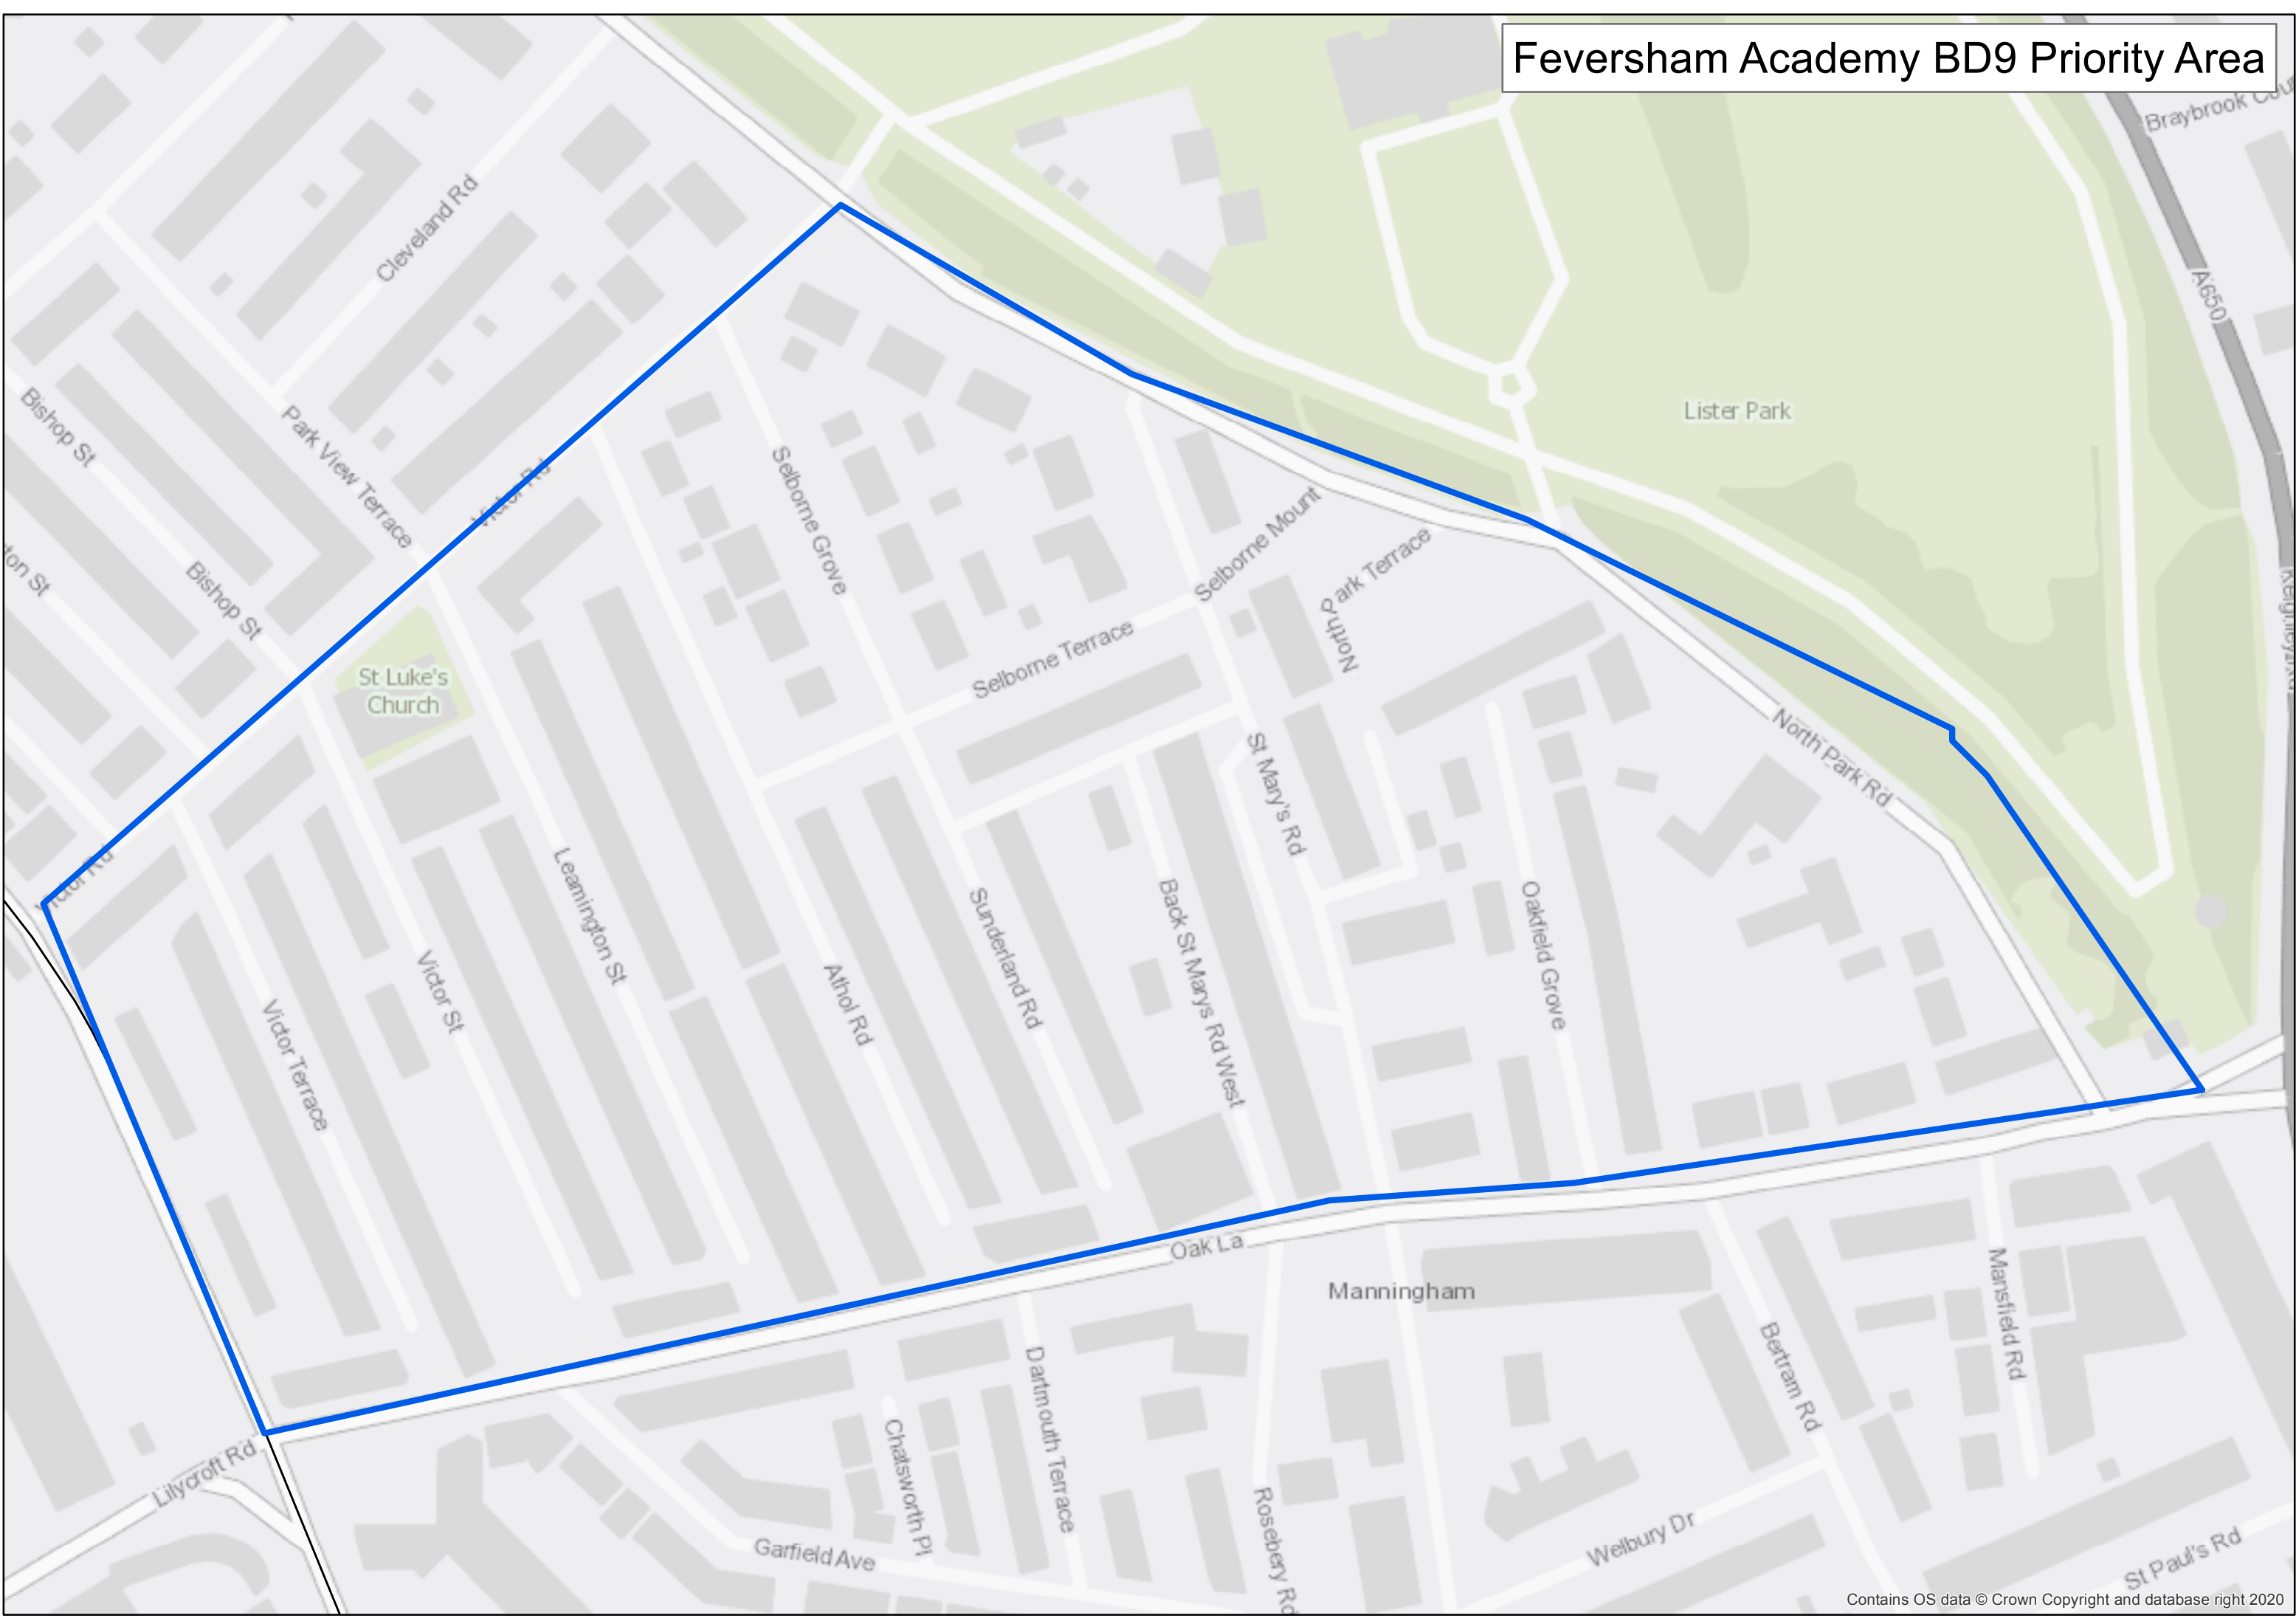 Feversham Academy BD9 Priority Area
Cleveland Rd
A650
Bishop St
Park View Terrace
Lister Park
Victor Rd
Selborne Grove
Selborne Mount
North Park Terrace
Bishop St
Selborne Terrace
St Luke's
Church
North Park Rd
St Mary's Rd
Victor Rd
Leamington St
Back St Marys Rd West
Oakfield Grove
Sunderland Rd
Victor St
Athol Rd
Victor Terrace
Oak La
Manningham
Mansfield Rd
Bertram Rd
Dartmouth Terrace
Chatsworth Pl
Lilycroft Rd
Rosebery Rd
Garfield Ave
Welbury Dr
St Paul's Rd
Contains OS data © Crown Copyright and database right 2020